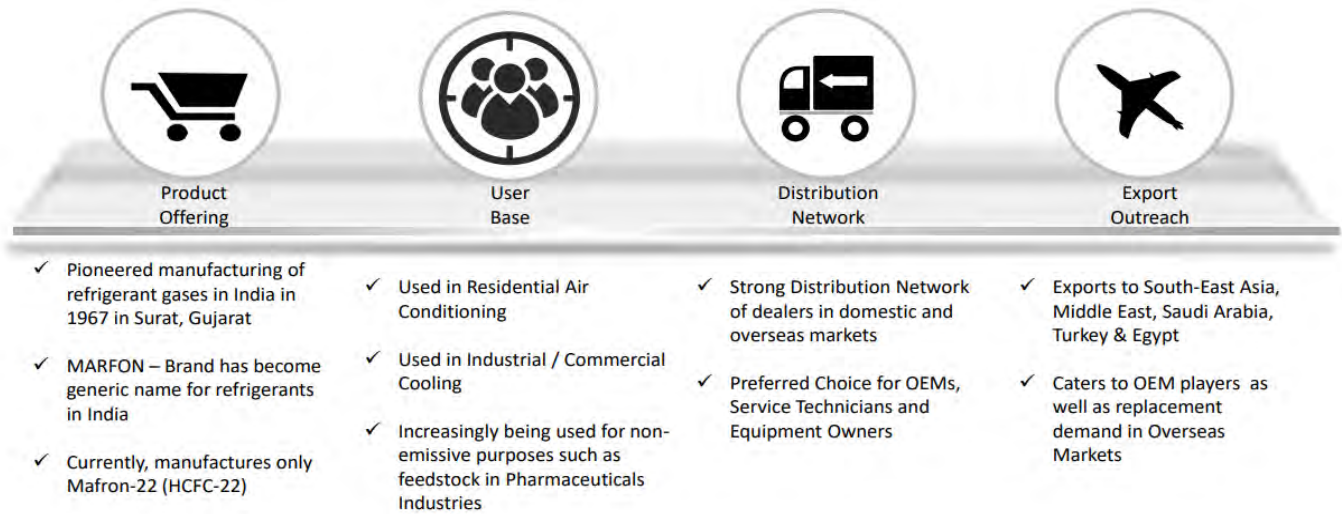 Product
Offering
✓ Pioneered manufacturing of
refrigerant gases in India in
1967 in Surat, Gujarat
✓ MARFON – Brand has become
generic name for refrigerants
in India
✓ Currently, manufactures only
Mafron-22 (HCFC-22)
User
Base
✓ Used in Residential Air
Conditioning
✓ Used in Industrial / Commercial
Cooling
✓ Increasingly being used for non-
emissive purposes such as
feedstock in Pharmaceuticals
Industries
Distribution
Network
✓ Strong Distribution Network
of dealers in domestic and
overseas markets
✓ Preferred Choice for OEMs,
Service Technicians and
Equipment Owners
Export
Outreach
✓ Exports to South-East Asia,
Middle East, Saudi Arabia,
Turkey & Egypt
✓ Caters to OEM players as
well as replacement
demand in Overseas
Markets